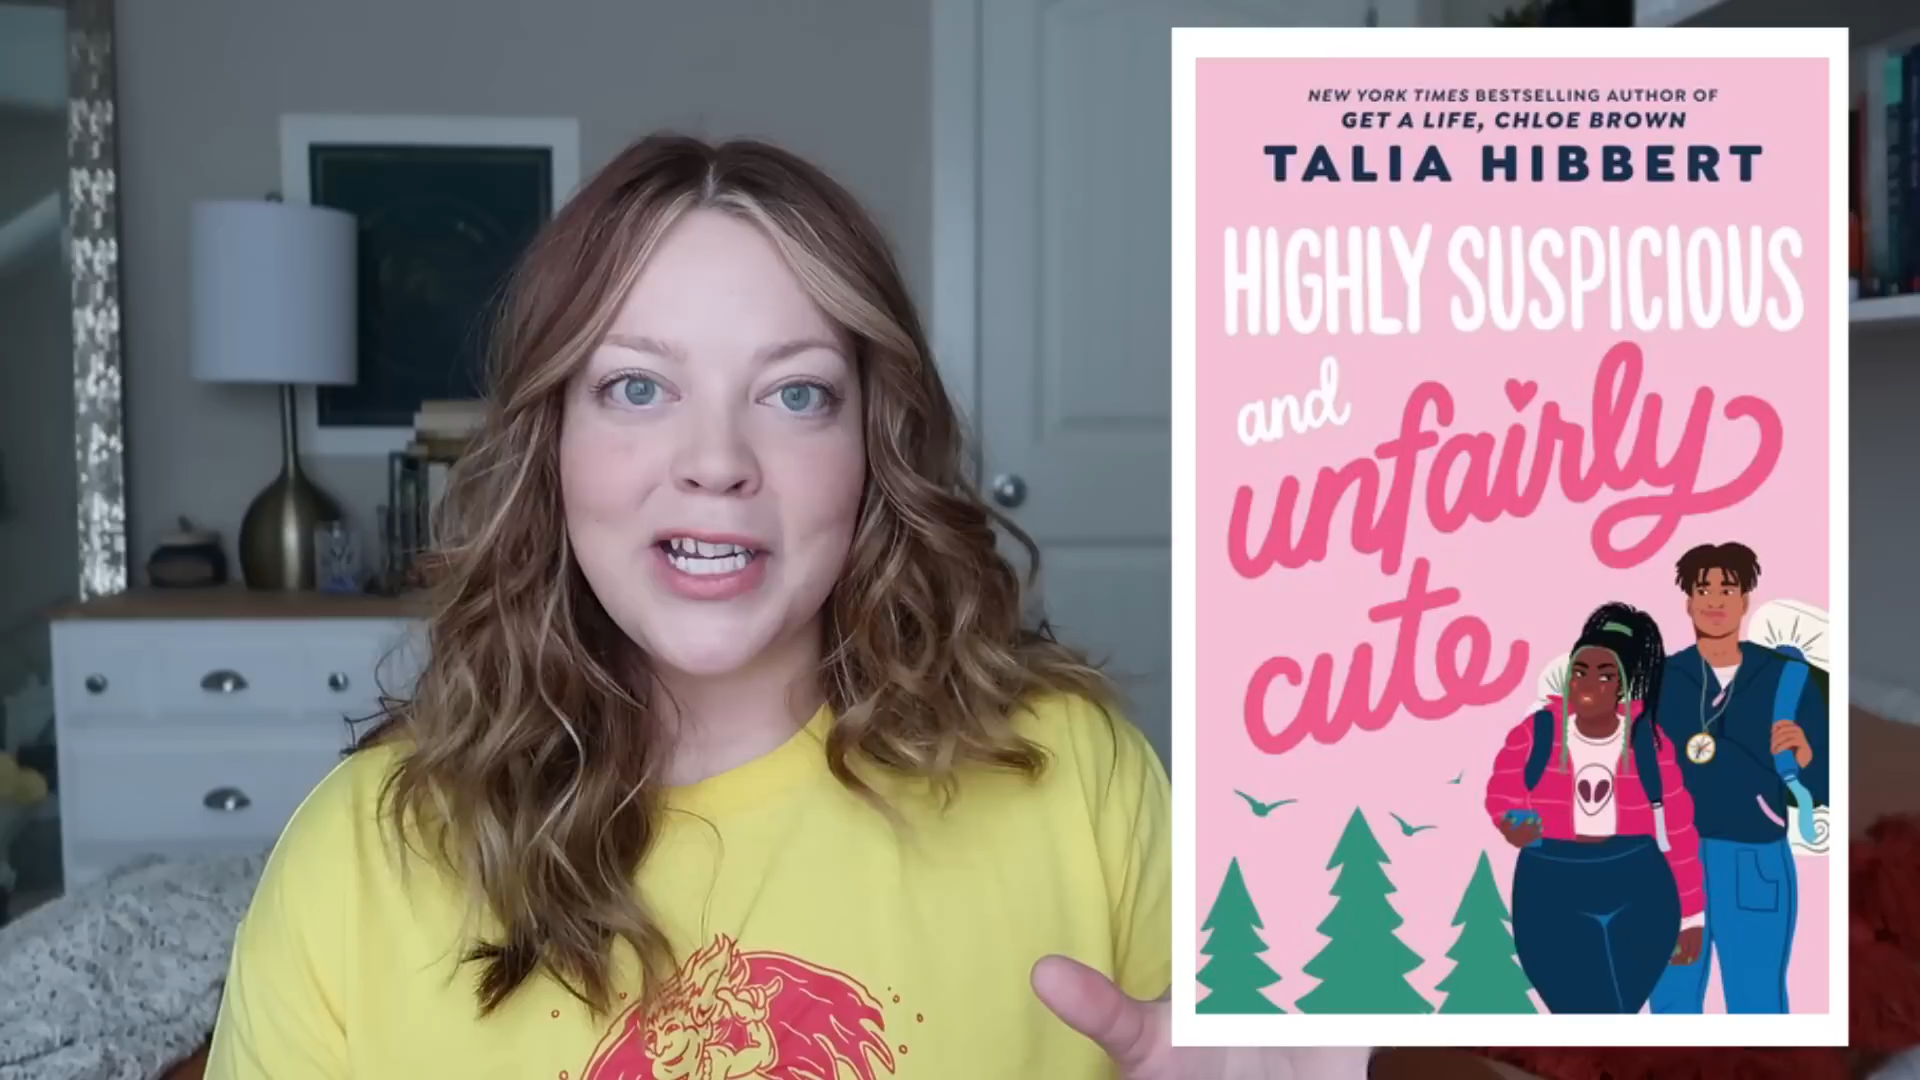 NEW YORK TIMES BESTSELLING AUTHOR OF
GET A LIFE, CHLOE BROWN
TALIA HIBBERT
HIGHLY SUSPICIOUS
and
unfairly
cute